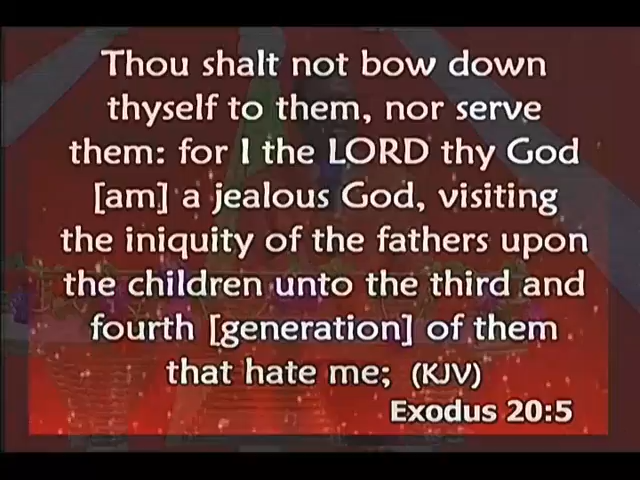 Thou shalt not bow down
thyself to them, nor serve
them: for I the LORD thy God
[am] a jealous God, visiting
the iniquity of the fathers upon
the children unto the third and
fourth [generation] of them
that hate me; (KJV)
Exodus 20:5